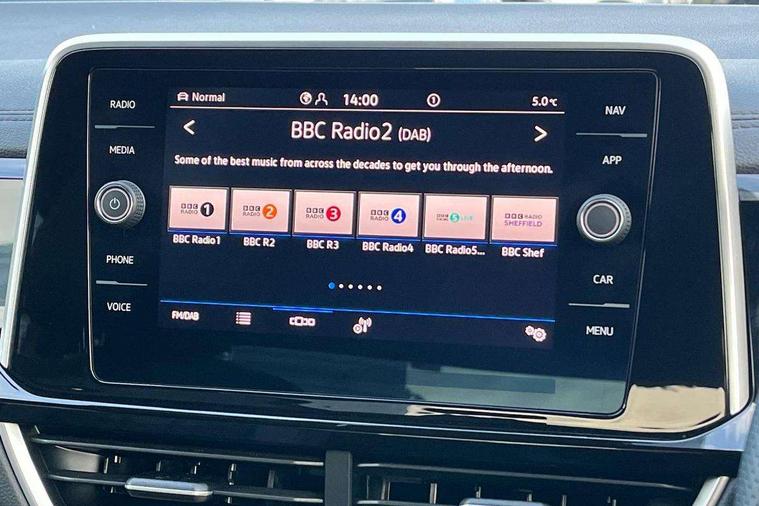 RADIO
MEDIA
PHONE
VOICE
Normal
14:00
5.0°C
BBC Radio2 (DAB)
Some of the best music from across the decades to get you through the afternoon.
BBC RADIO 1
BBC RADIO 2
BBC RADIO 3
BBC RADIO 4
5 LIVE
BBC RADIO SHEFFIELD
BBC Radio1
BBC R2
BBC R3
BBC Radio4
BBC Radio5...
BBC Shef
FM/DAB
NAV
APP
CAR
MENU